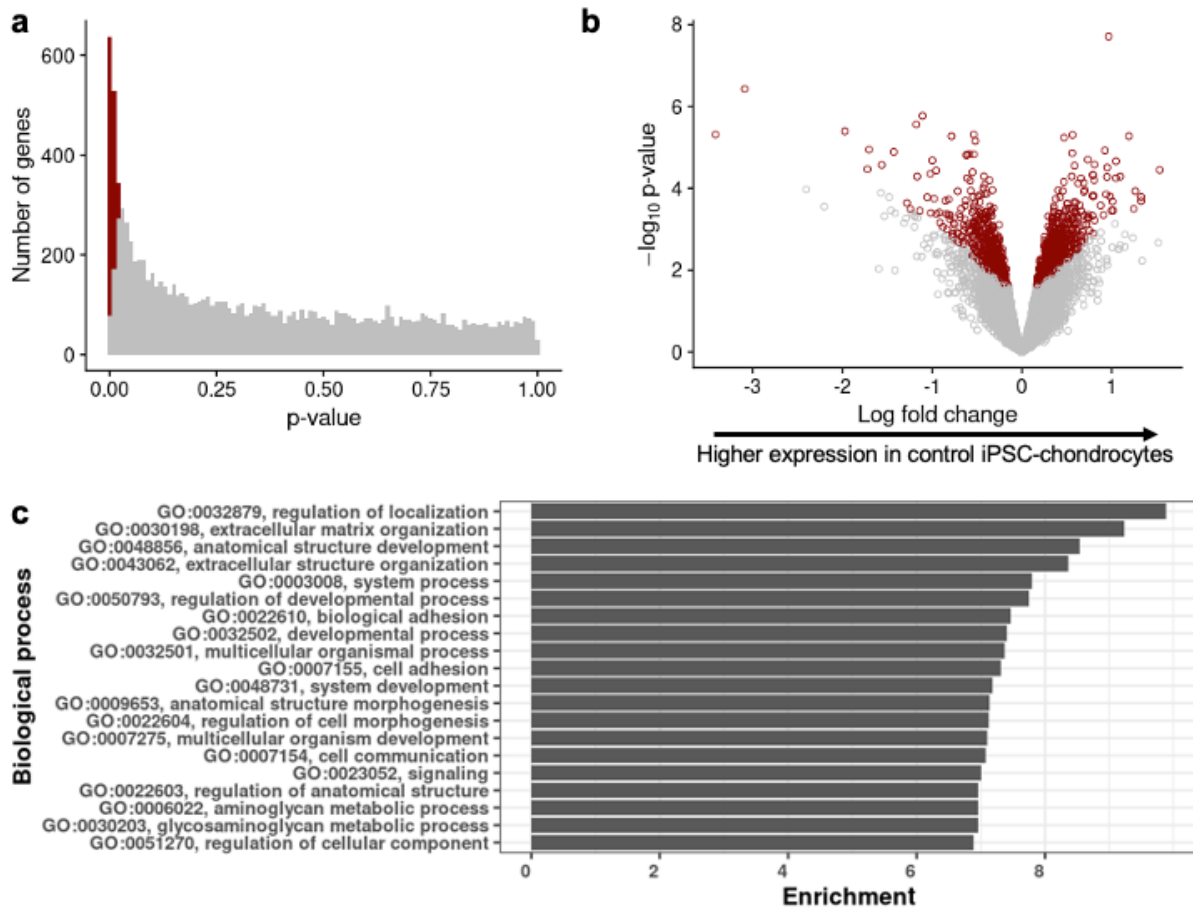 a
600
400
200
0
Number of genes
0.00 0.25 0.50 0.75 1.00
p-value
b
8
6
4
2
0
−log10 p-value
-3 -2 -1 0 1
Log fold change
Higher expression in control iPSC-chondrocytes
c
Biological process
GO:0032879, regulation of localization
GO:0030198, extracellular matrix organization
GO:0048856, anatomical structure development
GO:0043062, extracellular structure organization
GO:0003008, system process
GO:0050793, regulation of developmental process
GO:0022610, biological adhesion
GO:0032502, developmental process
GO:0032501, multicellular organismal process
GO:0007155, cell adhesion
GO:0048731, system development
GO:0009653, anatomical structure morphogenesis
GO:0022604, regulation of cell morphogenesis
GO:0007275, multicellular organism development
GO:0007154, cell communication
GO:0023052, signaling
GO:0022603, regulation of anatomical structure
GO:0006022, aminoglycan metabolic process
GO:0030203, glycosaminoglycan metabolic process
GO:0051270, regulation of cellular component
0 2 4 6 8
Enrichment